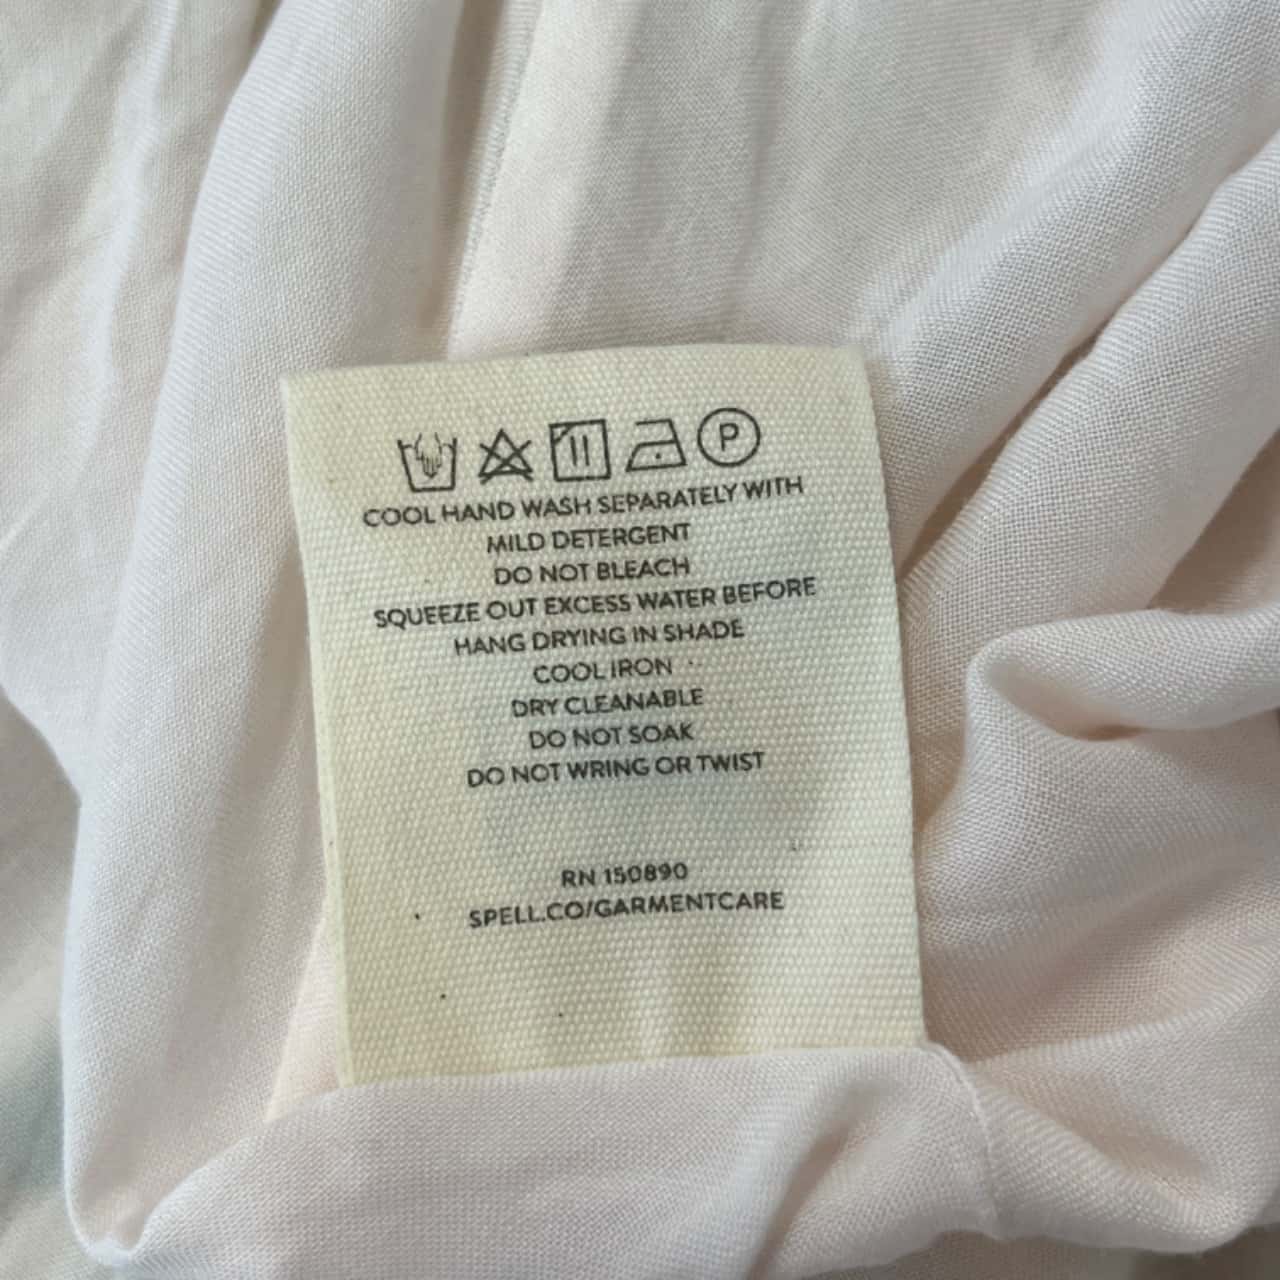 P
COOL HAND WASH SEPARATELY WITH
MILD DETERGENT
DO NOT BLEACH
SQUEEZE OUT EXCESS WATER BEFORE
HANG DRYING IN SHADE
COOL IRON
DRY CLEANABLE
DO NOT SOAK
DO NOT WRING OR TWIST
RN 150890
SPELL.CO/GARMENTCARE